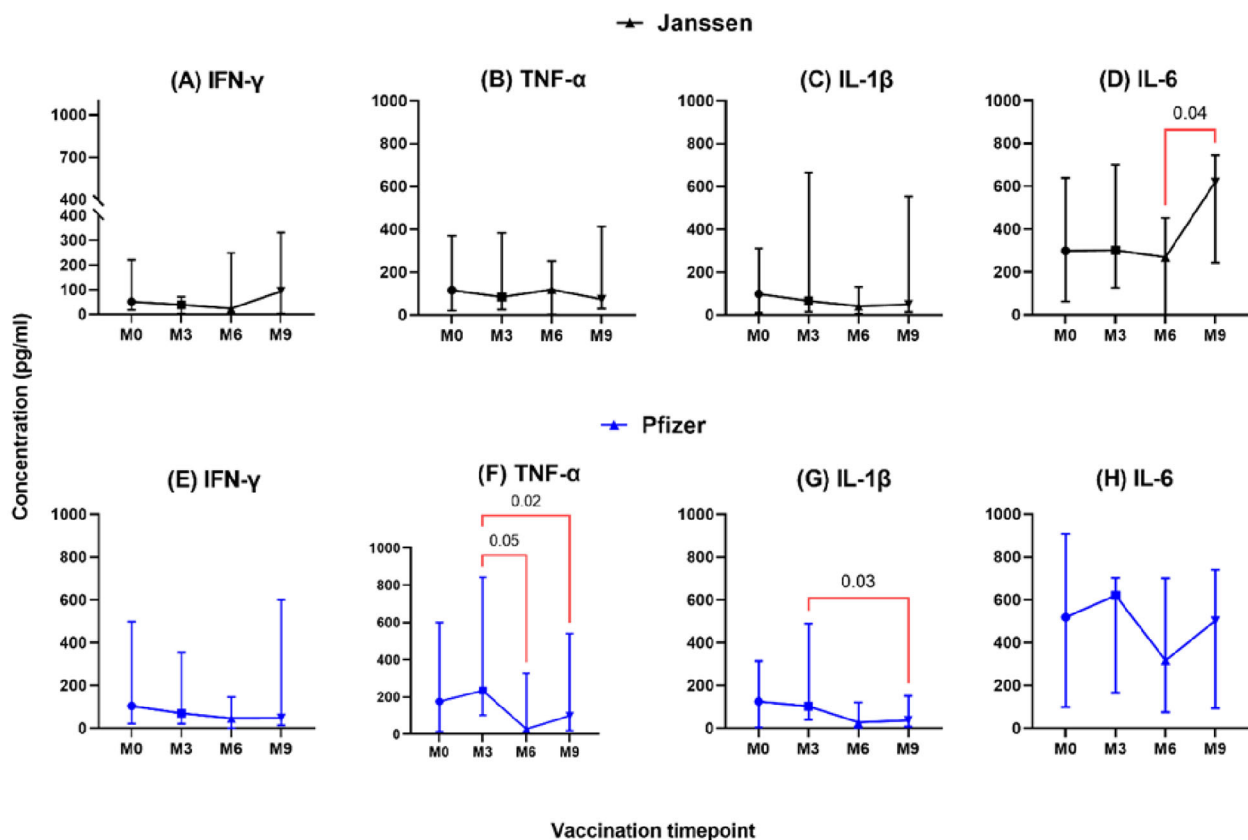 Janssen
(A) IFN-γ
(B) TNF-α
(C) IL-1β
(D) IL-6
1000
700
400
400
300
200
100
0
M0 M3 M6 M9
1000
800
600
400
200
0
M0 M3 M6 M9
1000
800
600
400
200
0
M0 M3 M6 M9
1000
800
600
400
200
0
0.04
M0 M3 M6 M9
Concentration (pg/ml)
Pfizer
(E) IFN-γ
(F) TNF-α
(G) IL-1β
(H) IL-6
1000
800
600
400
200
0
M0 M3 M6 M9
0.02
0.05
1000
800
600
400
200
0
M0 M3 M6 M9
1000
800
600
400
200
0
0.03
M0 M3 M6 M9
1000
800
600
400
200
0
M0 M3 M6 M9
Vaccination timepoint